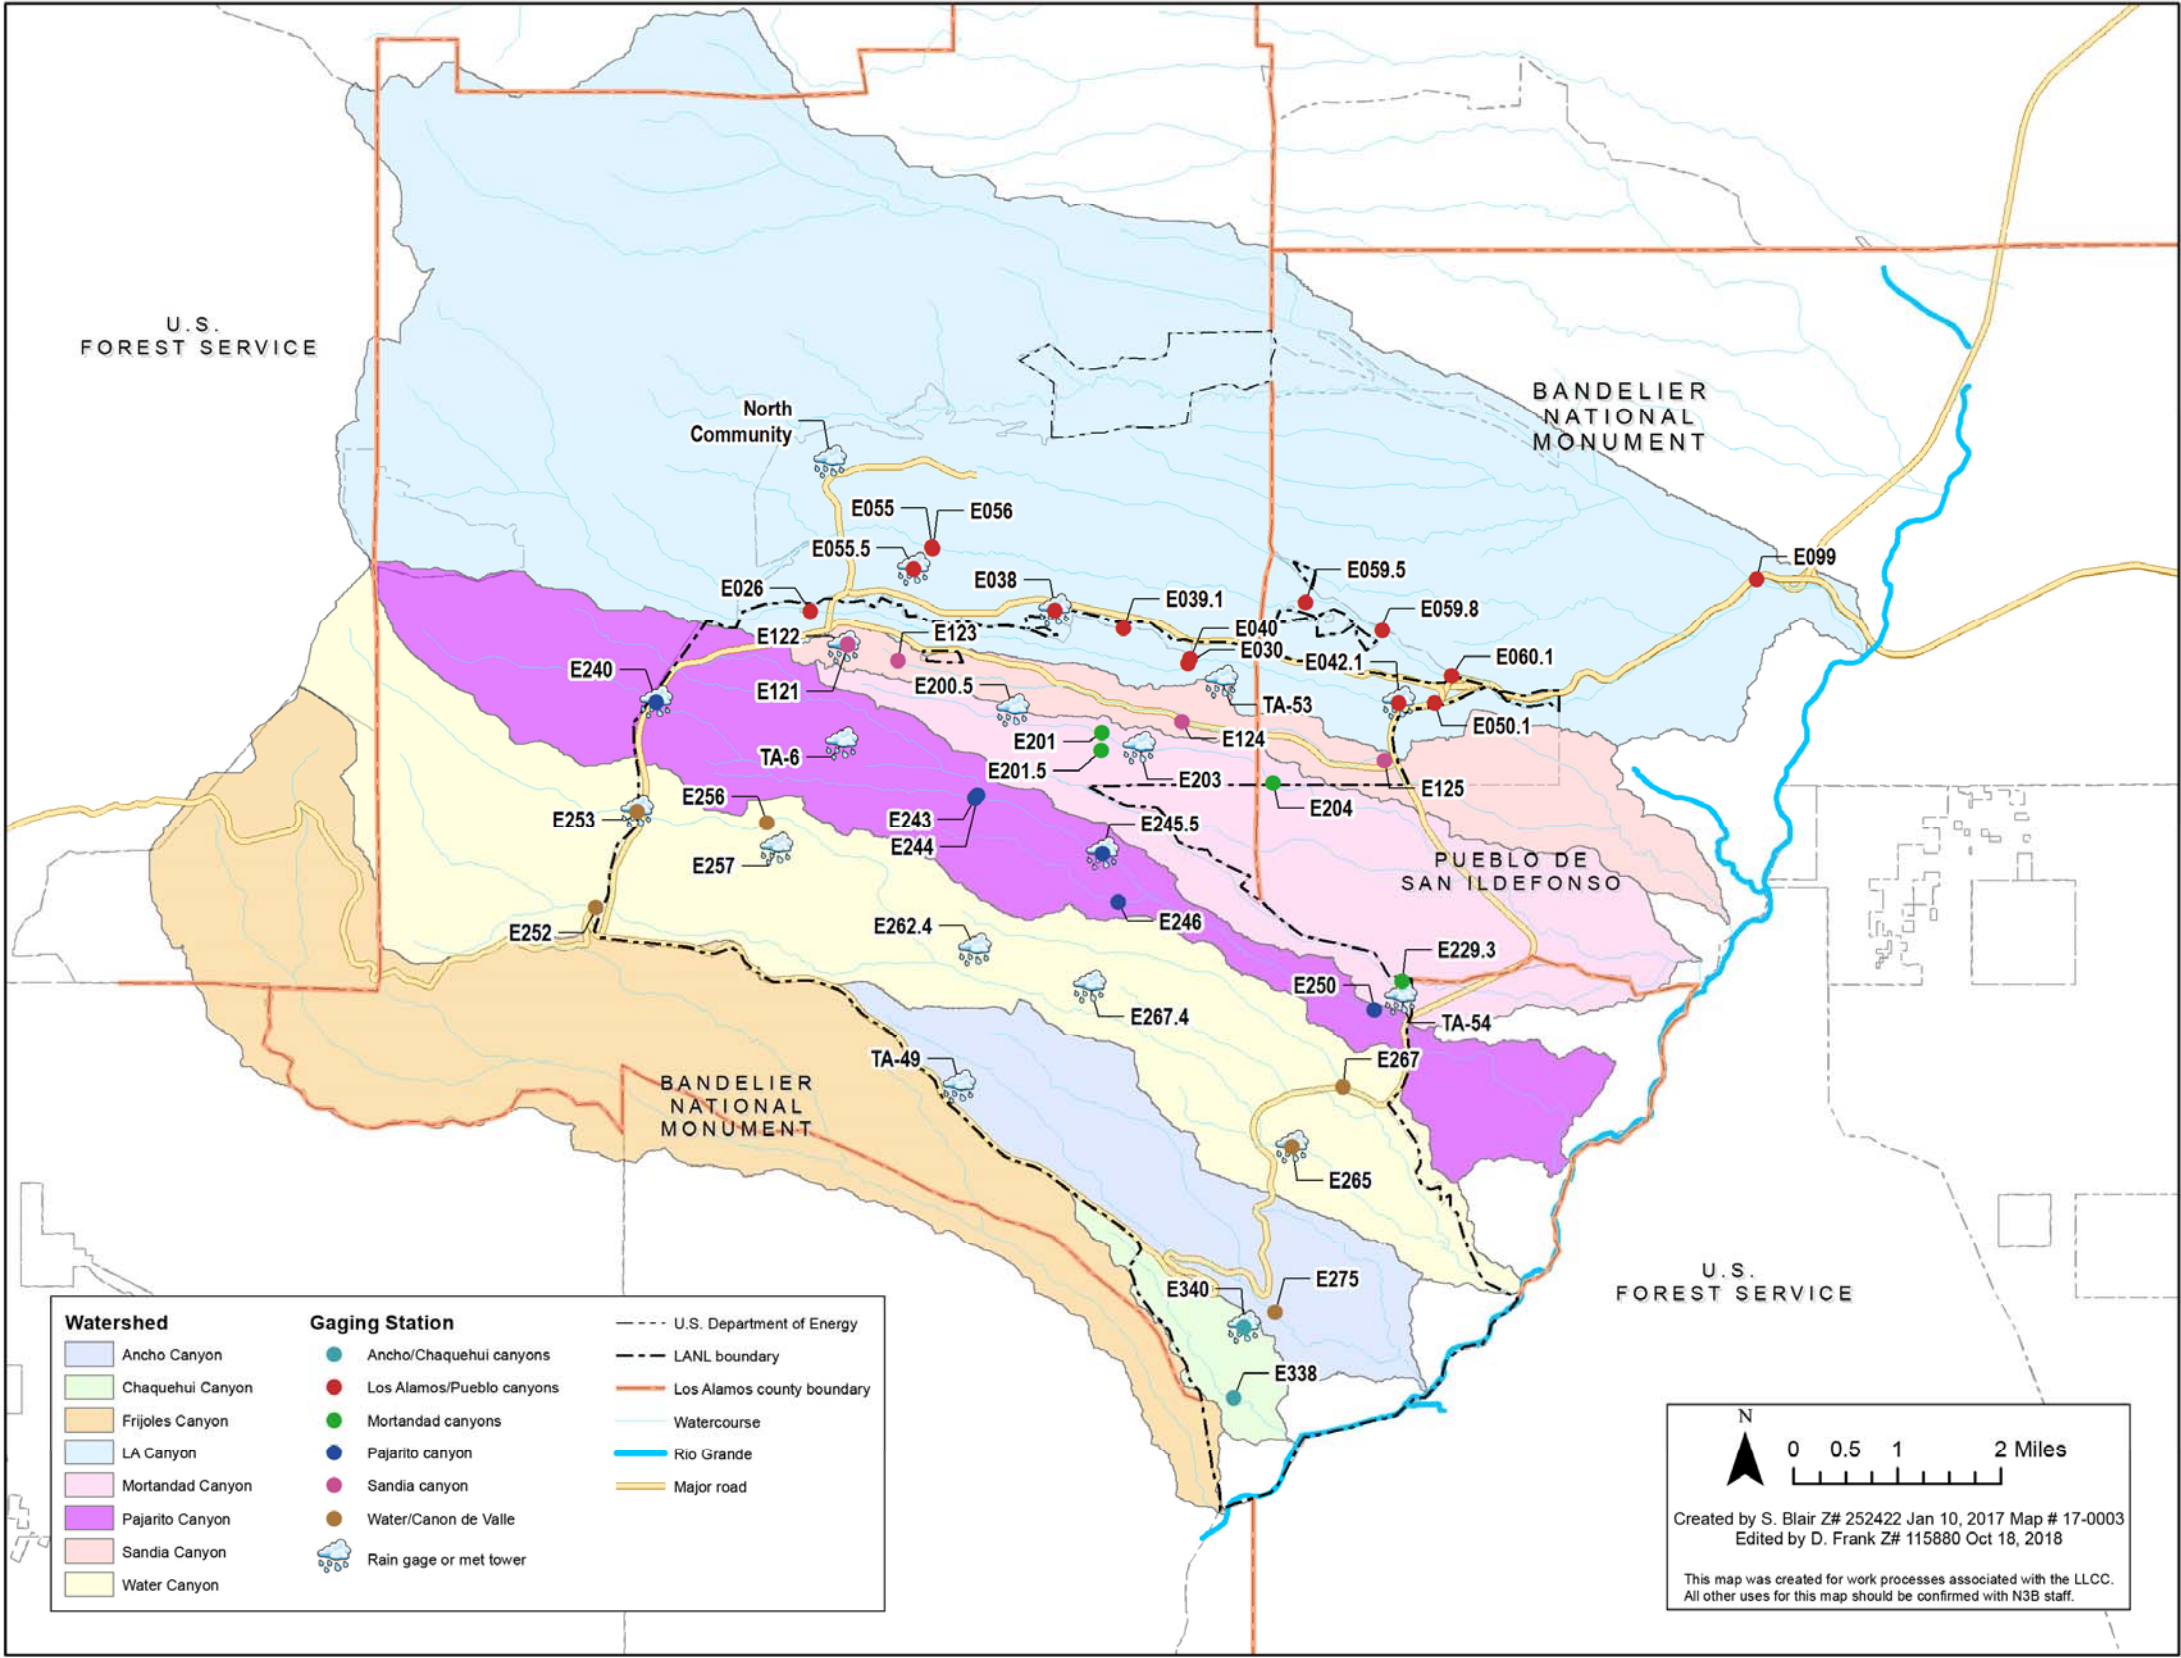 U.S.
FOREST SERVICE
BANDELIER
NATIONAL
MONUMENT
North
Community
E055
E056
E055.5
E099
E038
E059.5
E026
E039.1
E059.8
E122
E123
E040
E030
E042.1
E060.1
E240
E121
E200.5
TA-53
E050.1
E201
E124
TA-6
E201.5
E203
E125
E256
E204
E253
E243
E245.5
E244
E257
PUEBLO DE
SAN ILDEFONSO
E252
E262.4
E246
E229.3
E250
E267.4
TA-54
TA-49
E267
BANDELIER
NATIONAL
MONUMENT
E265
E275
E340
U.S.
FOREST SERVICE
E338
Watershed
Ancho Canyon
Chaquehui Canyon
Frijoles Canyon
LA Canyon
Mortandad Canyon
Pajarito Canyon
Sandia Canyon
Water Canyon
Gaging Station
Ancho/Chaquehui canyons
Los Alamos/Pueblo canyons
Mortandad canyons
Pajarito canyon
Sandia canyon
Water/Canon de Valle
Rain gage or met tower
U.S. Department of Energy
LANL boundary
Los Alamos county boundary
Watercourse
Rio Grande
Major road
N
0 0.5 1 2 Miles
Created by S. Blair Z# 252422 Jan 10, 2017 Map # 17-0003
Edited by D. Frank Z# 115880 Oct 18, 2018
This map was created for work processes associated with the LLCC.
All other uses for this map should be confirmed with N3B staff.